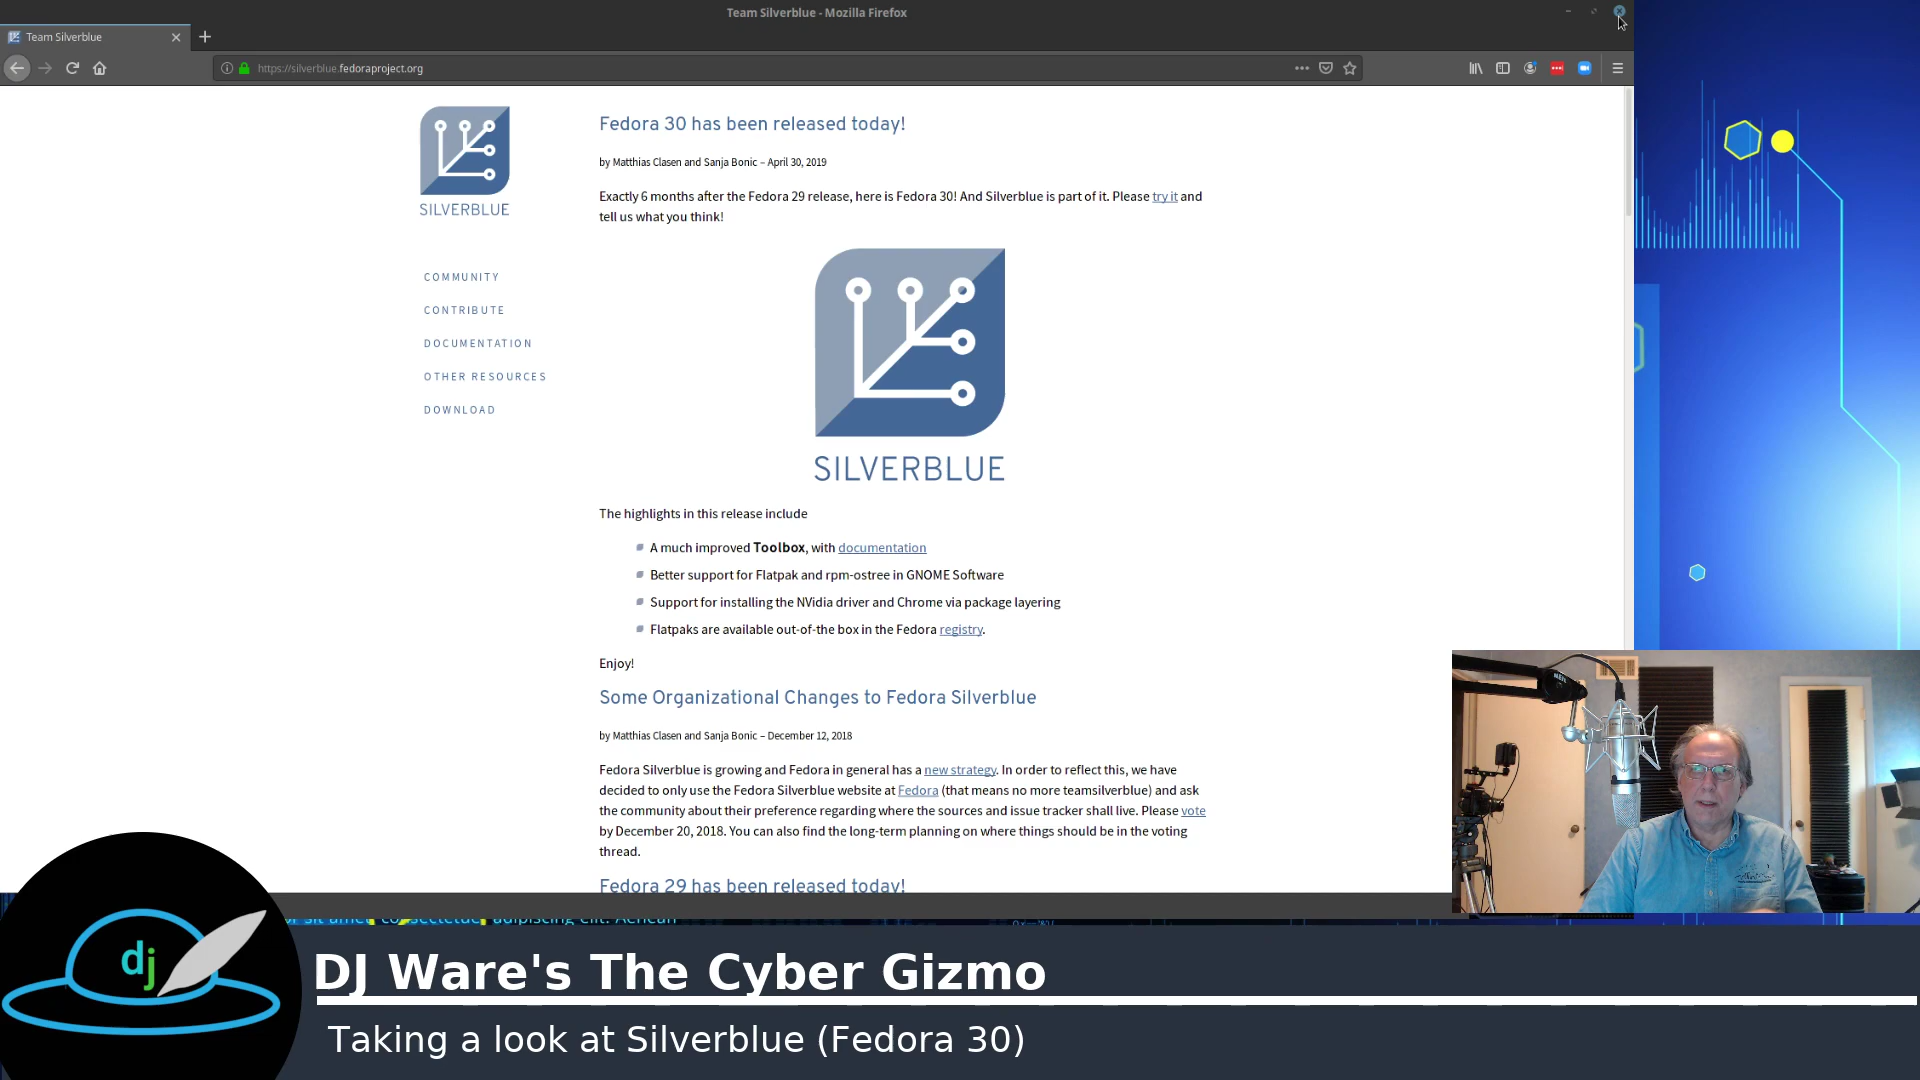 Team Silverblue - Mozilla Firefox
Team Silverblue
https://silverblue.fedoraproject.org
SILVERBLUE
COMMUNITY
CONTRIBUTE
DOCUMENTATION
OTHER RESOURCES
DOWNLOAD
Fedora 30 has been released today!
by Matthias Clasen and Sanja Bonic – April 30, 2019
Exactly 6 months after the Fedora 29 release, here is Fedora 30! And Silverblue is part of it. Please try it and
tell us what you think!
SILVERBLUE
The highlights in this release include
A much improved Toolbox, with documentation
Better support for Flatpak and rpm-ostree in GNOME Software
Support for installing the NVidia driver and Chrome via package layering
Flatpaks are available out-of-the box in the Fedora registry.
Enjoy!
Some Organizational Changes to Fedora Silverblue
by Matthias Clasen and Sanja Bonic – December 12, 2018
Fedora Silverblue is growing and Fedora in general has a new strategy. In order to reflect this, we have
decided to only use the Fedora Silverblue website at Fedora (that means no more teamsilverblue) and ask
the community about their preference regarding where the sources and issue tracker shall live. Please vote
by December 20, 2018. You can also find the long-term planning on where things should be in the voting
thread.
Fedora 29 has been released today!
sit amet consectetuer adipiscing elit. Aenean
dj
DJ Ware's The Cyber Gizmo
Taking a look at Silverblue (Fedora 30)